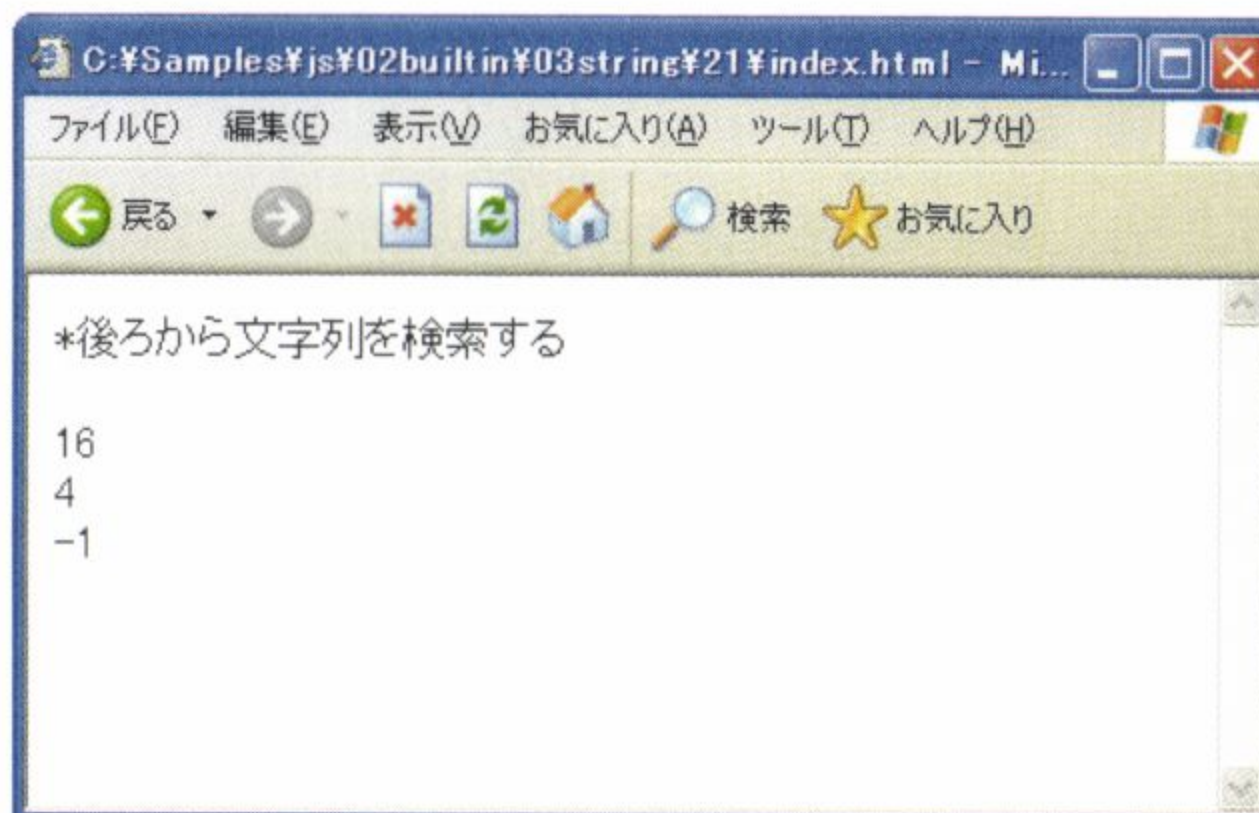 C:¥Samples¥js¥02builtin¥03string¥21¥index.html - Mi...
ファイル(F) 編集(E) 表示(V) お気に入り(A) ツール(T) ヘルプ(H)
戻る 検索 お気に入り
*後ろから文字列を検索する
16
4
-1